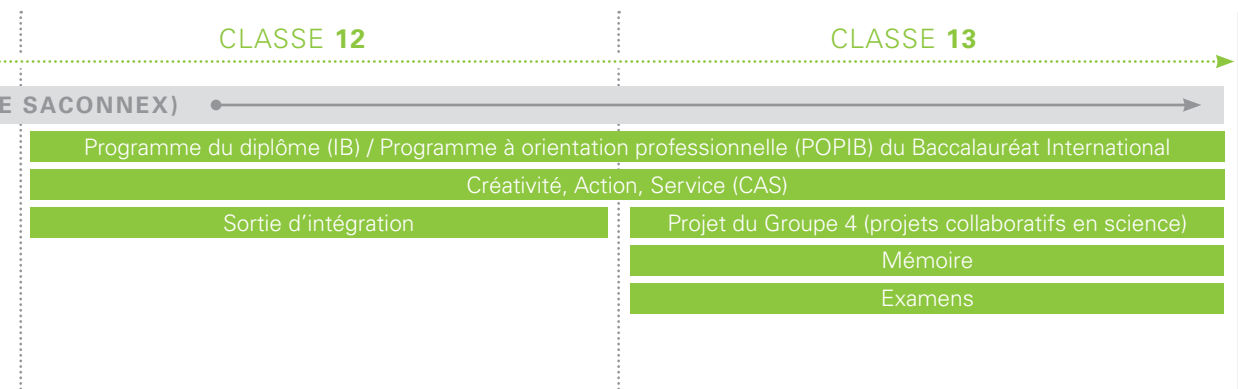 CLASSE 12
CLASSE 13
E SACONNEX)
Programme du diplôme (IB) / Programme à orientation professionnelle (POPIB) du Baccalauréat International
Créativité, Action, Service (CAS)
Sortie d’intégration
Projet du Groupe 4 (projets collaboratifs en science)
Mémoire
Examens